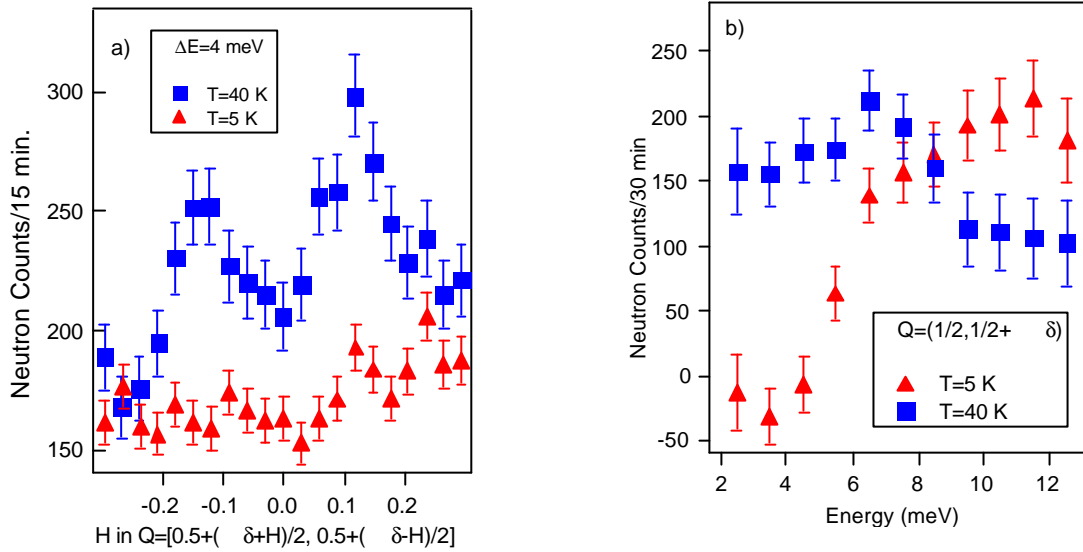 a)
ΔE=4 meV
T=40 K
T=5 K
300
250
200
150
Neutron Counts/15 min.
-0.2 -0.1 0.0 0.1 0.2
H in Q=[0.5+( δ+H)/2, 0.5+( δ-H)/2]
b)
250
200
150
100
50
0
-50
Neutron Counts/30 min
Q=(1/2,1/2+ δ)
T=5 K
T=40 K
2 4 6 8 10 12
Energy (meV)